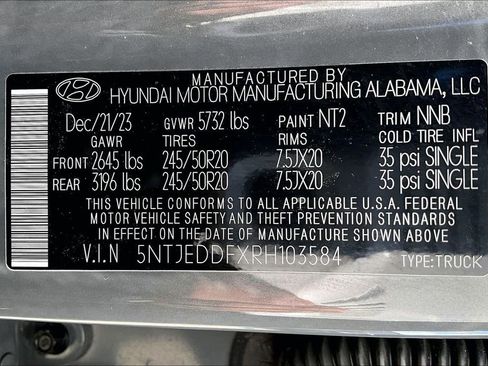 MANUFACTURED BY
HYUNDAI MOTOR MANUFACTURING ALABAMA, LLC
Dec/21/23 GVWR 5732 lbs PAINT NT2 TRIM NNB
GAWR TIRES RIMS COLD TIRE INFL
FRONT 2645 lbs 245/50R20 7.5JX20 35 psi SINGLE
REAR 3196 lbs 245/50R20 7.5JX20 35 psi SINGLE
THIS VEHICLE CONFORMS TO ALL APPLICABLE U.S.A. FEDERAL
MOTOR VEHICLE SAFETY AND THEFT PREVENTION STANDARDS
IN EFFECT ON THE DATE OF MANUFACTURE SHOWN ABOVE.
V.I.N 5NTJEDDFXRH103584 TYPE:TRUCK